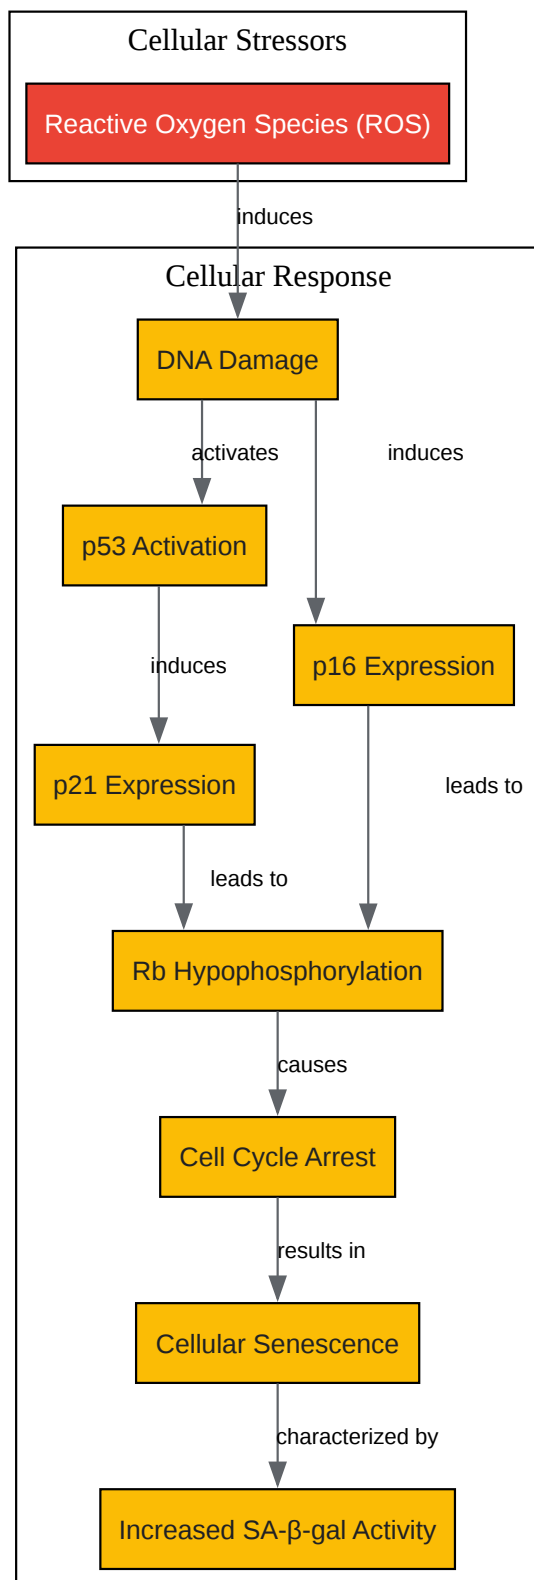 Cellular Stressors
Reactive Oxygen Species (ROS)
induces
Cellular Response
DNA Damage
activates
induces
p53 Activation
p16 Expression
induces
p21 Expression
leads to
leads to
Rb Hypophosphorylation
causes
Cell Cycle Arrest
results in
Cellular Senescence
characterized by
Increased SA-β-gal Activity